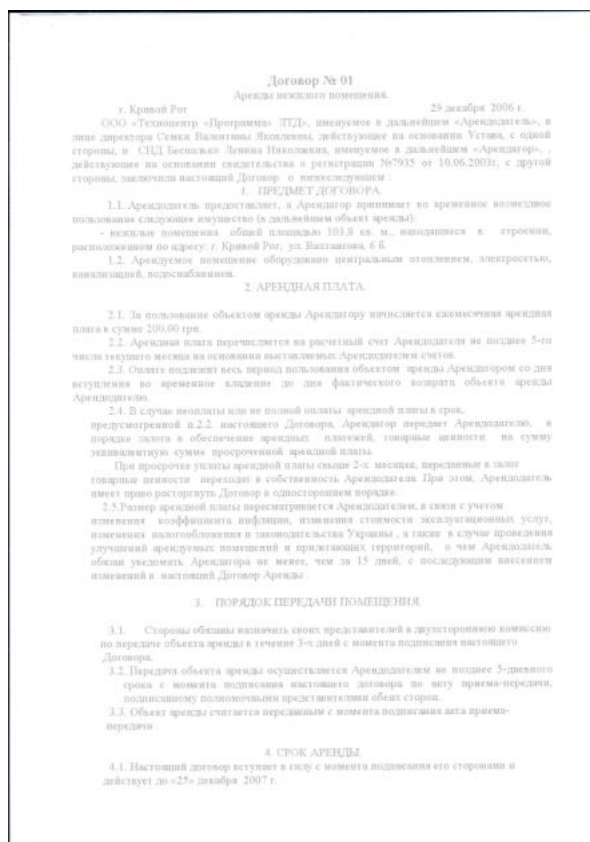 Договор № 01
Аренды нежилого помещения.
г. Кривой Рог 29 декабря 2006 г.
ООО «Техноцентр «Программа» ЛТД», именуемое в дальнейшем «Арендодатель», в
лице директора Семки Валентины Яковлевны, действующее на основании Устава, с одной
стороны, и СПД Беспалько Ленина Николаевна, именуемое в дальнейшем «Арендатор», ,
действующее на основании свидетельства о регистрации №7935 от 10.06.2003г, с другой
стороны, заключили настоящий Договор о нижеследующем :
1. ПРЕДМЕТ ДОГОВОРА.
1.1. Арендодатель предоставляет, а Арендатор принимает во временное возмездное
пользование следующее имущество (в дальнейшем объект аренды):
- нежилые помещения общей площадью 103,8 кв. м., находящиеся в строении,
расположенном по адресу: г. Кривой Рог, ул. Вахтангова, 6 б.
1.2. Арендуемое помещение оборудовано центральным отоплением, электросетью,
канализацией, водоснабжением.
2. АРЕНДНАЯ ПЛАТА.
2.1. За пользование объектом аренды Арендатору начисляется ежемесячная арендная
плата в сумме 200,00 грн.
2.2. Арендная плата перечисляется на расчетный счет Арендодателя не позднее 5-го
числа текущего месяца на основании выставляемых Арендодателем счетов.
2.3. Оплате подлежит весь период пользования объектом аренды Арендатором со дня
вступления во временное владение до дня фактического возврата объекта аренды
Арендодателю.
2.4. В случае неоплаты или не полной оплаты арендной платы в срок,
предусмотренной п.2.2. настоящего Договора, Арендатор передает Арендодателю, в
порядке залога в обеспечение арендных платежей, товарные ценности на сумму
эквивалентную сумме просроченной арендной платы.
При просрочке уплаты арендной платы свыше 2-х месяцев, переданные в залог
товарные ценности переходят в собственность Арендодателя. При этом, Арендодатель
имеет право расторгнуть Договор в одностороннем порядке.
2.5.Размер арендной платы пересматривается Арендодателем, в связи с учетом
изменения коэффициента инфляции, изменения стоимости эксплуатационных услуг,
изменения налогообложения и законодательства Украины , а также в случае проведения
улучшений арендуемых помещений и прилегающих территорий, о чем Арендодатель
обязан уведомить Арендатора не менее, чем за 15 дней, с последующим внесением
изменений в настоящий Договор Аренды .
3. ПОРЯДОК ПЕРЕДАЧИ ПОМЕЩЕНИЯ.
3.1. Стороны обязаны назначить своих представителей в двухстороннюю комиссию
по передаче объекта аренды в течение 3-х дней с момента подписания настоящего
Договора.
3.2. Передача объекта аренды осуществляется Арендодателем не позднее 5-дневного
срока с момента подписания настоящего договора по акту приема-передачи,
подписанному полномочными представителями обеих сторон.
3.3. Объект аренды считается переданным с момента подписания акта приема-
передачи .
4. СРОК АРЕНДЫ.
4.1. Настоящий договор вступает в силу с момента подписания его сторонами и
действует до «25» декабря 2007 г.